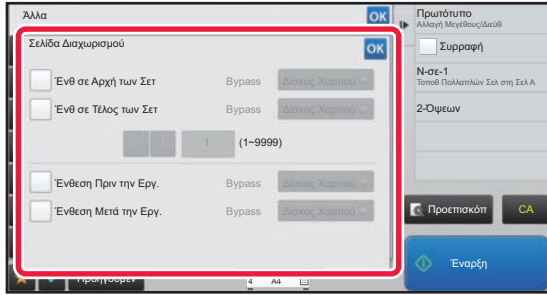 Άλλα
OK
Σελίδα Διαχωρισμού
OK
Ένθ σε Αρχή των Σετ
Bypass
Δίσκος Χαρτιού
Ένθ σε Τέλος των Σετ
Bypass
Δίσκος Χαρτιού
1
(1~9999)
Ένθεση Πριν την Εργ.
Bypass
Δίσκος Χαρτιού
Ένθεση Μετά την Εργ.
Bypass
Δίσκος Χαρτιού
4
A4
Πρωτότυπο
Αλλαγή Μεγέθους/Διεύθ
Συρραφή
N-σε-1
Τοποθ Πολλαπλών Σελ στη Σελ Α
2-Όψεων
Προεπισκόπ
CA
Έναρξη